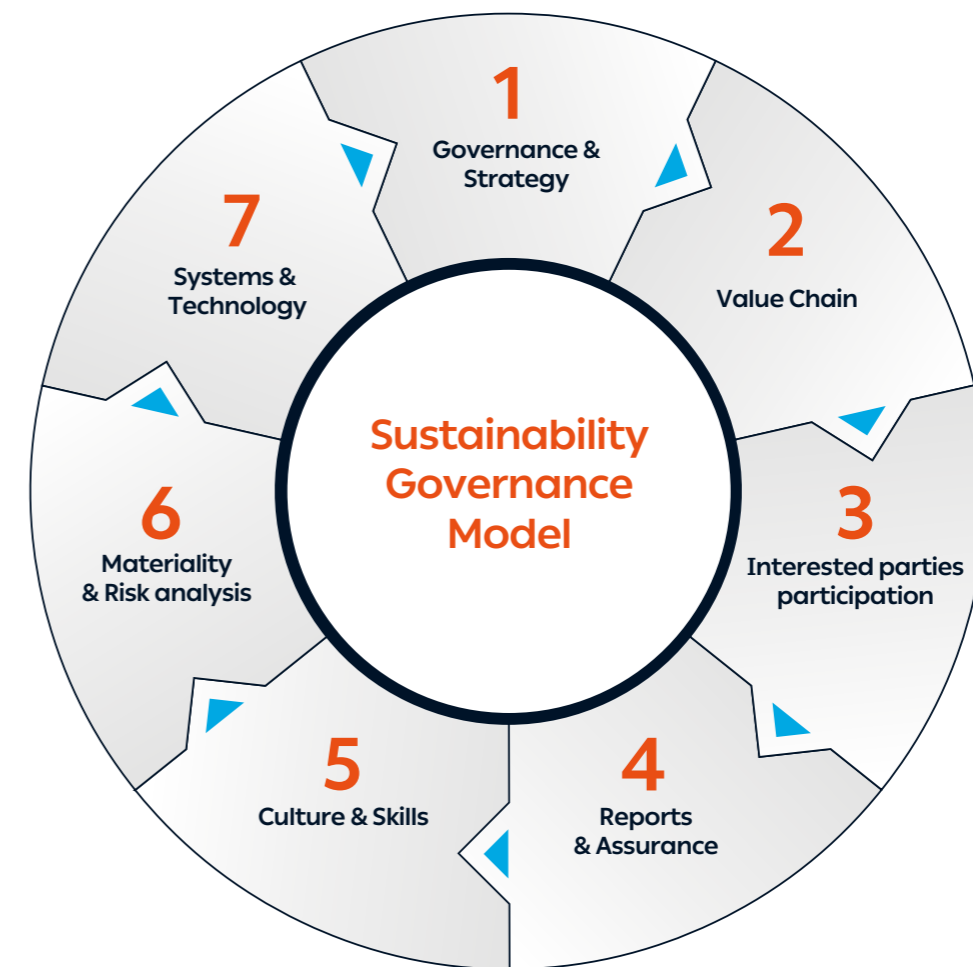 1
Governance &
Strategy
2
Value Chain
3
Interested parties
participation
4
Reports
& Assurance
5
Culture & Skills
6
Materiality
& Risk analysis
7
Systems &
Technology
Sustainability
Governance
Model